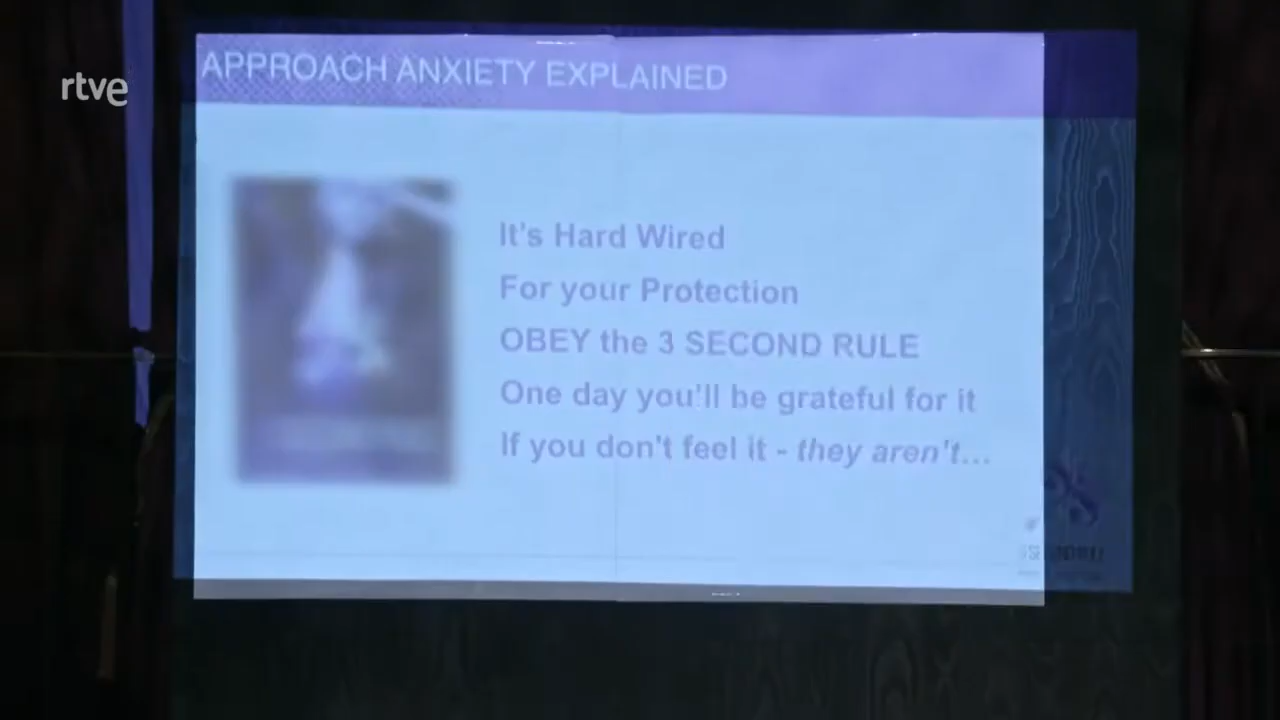 rtve
APPROACH ANXIETY EXPLAINED
It's Hard Wired
For your Protection
OBEY the 3 SECOND RULE
One day you'll be grateful for it
If you don't feel it - they aren't...